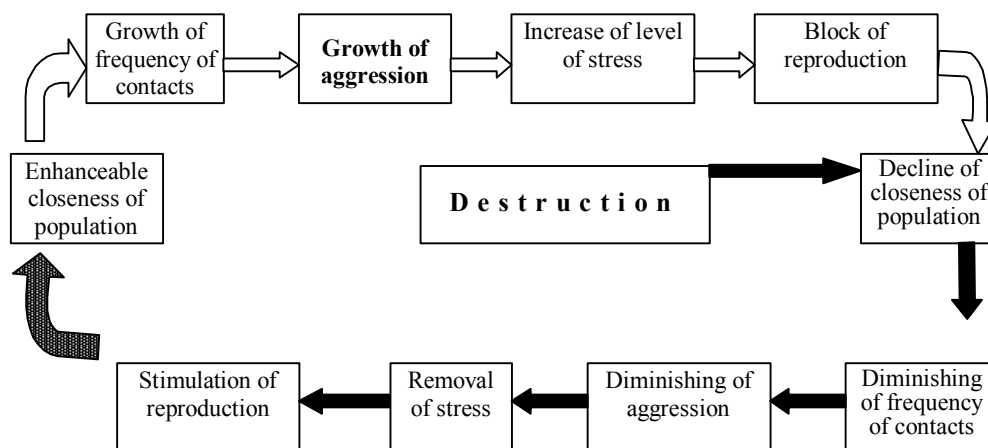 Growth of
frequency of
contacts
Growth of
aggression
Increase of level
of stress
Block of
reproduction
Enhanceable
closeness of
population
Destruction
Decline of
closeness of
population
Stimulation of
reproduction
Removal
of stress
Diminishing of
aggression
Diminishing
of frequency
of contacts